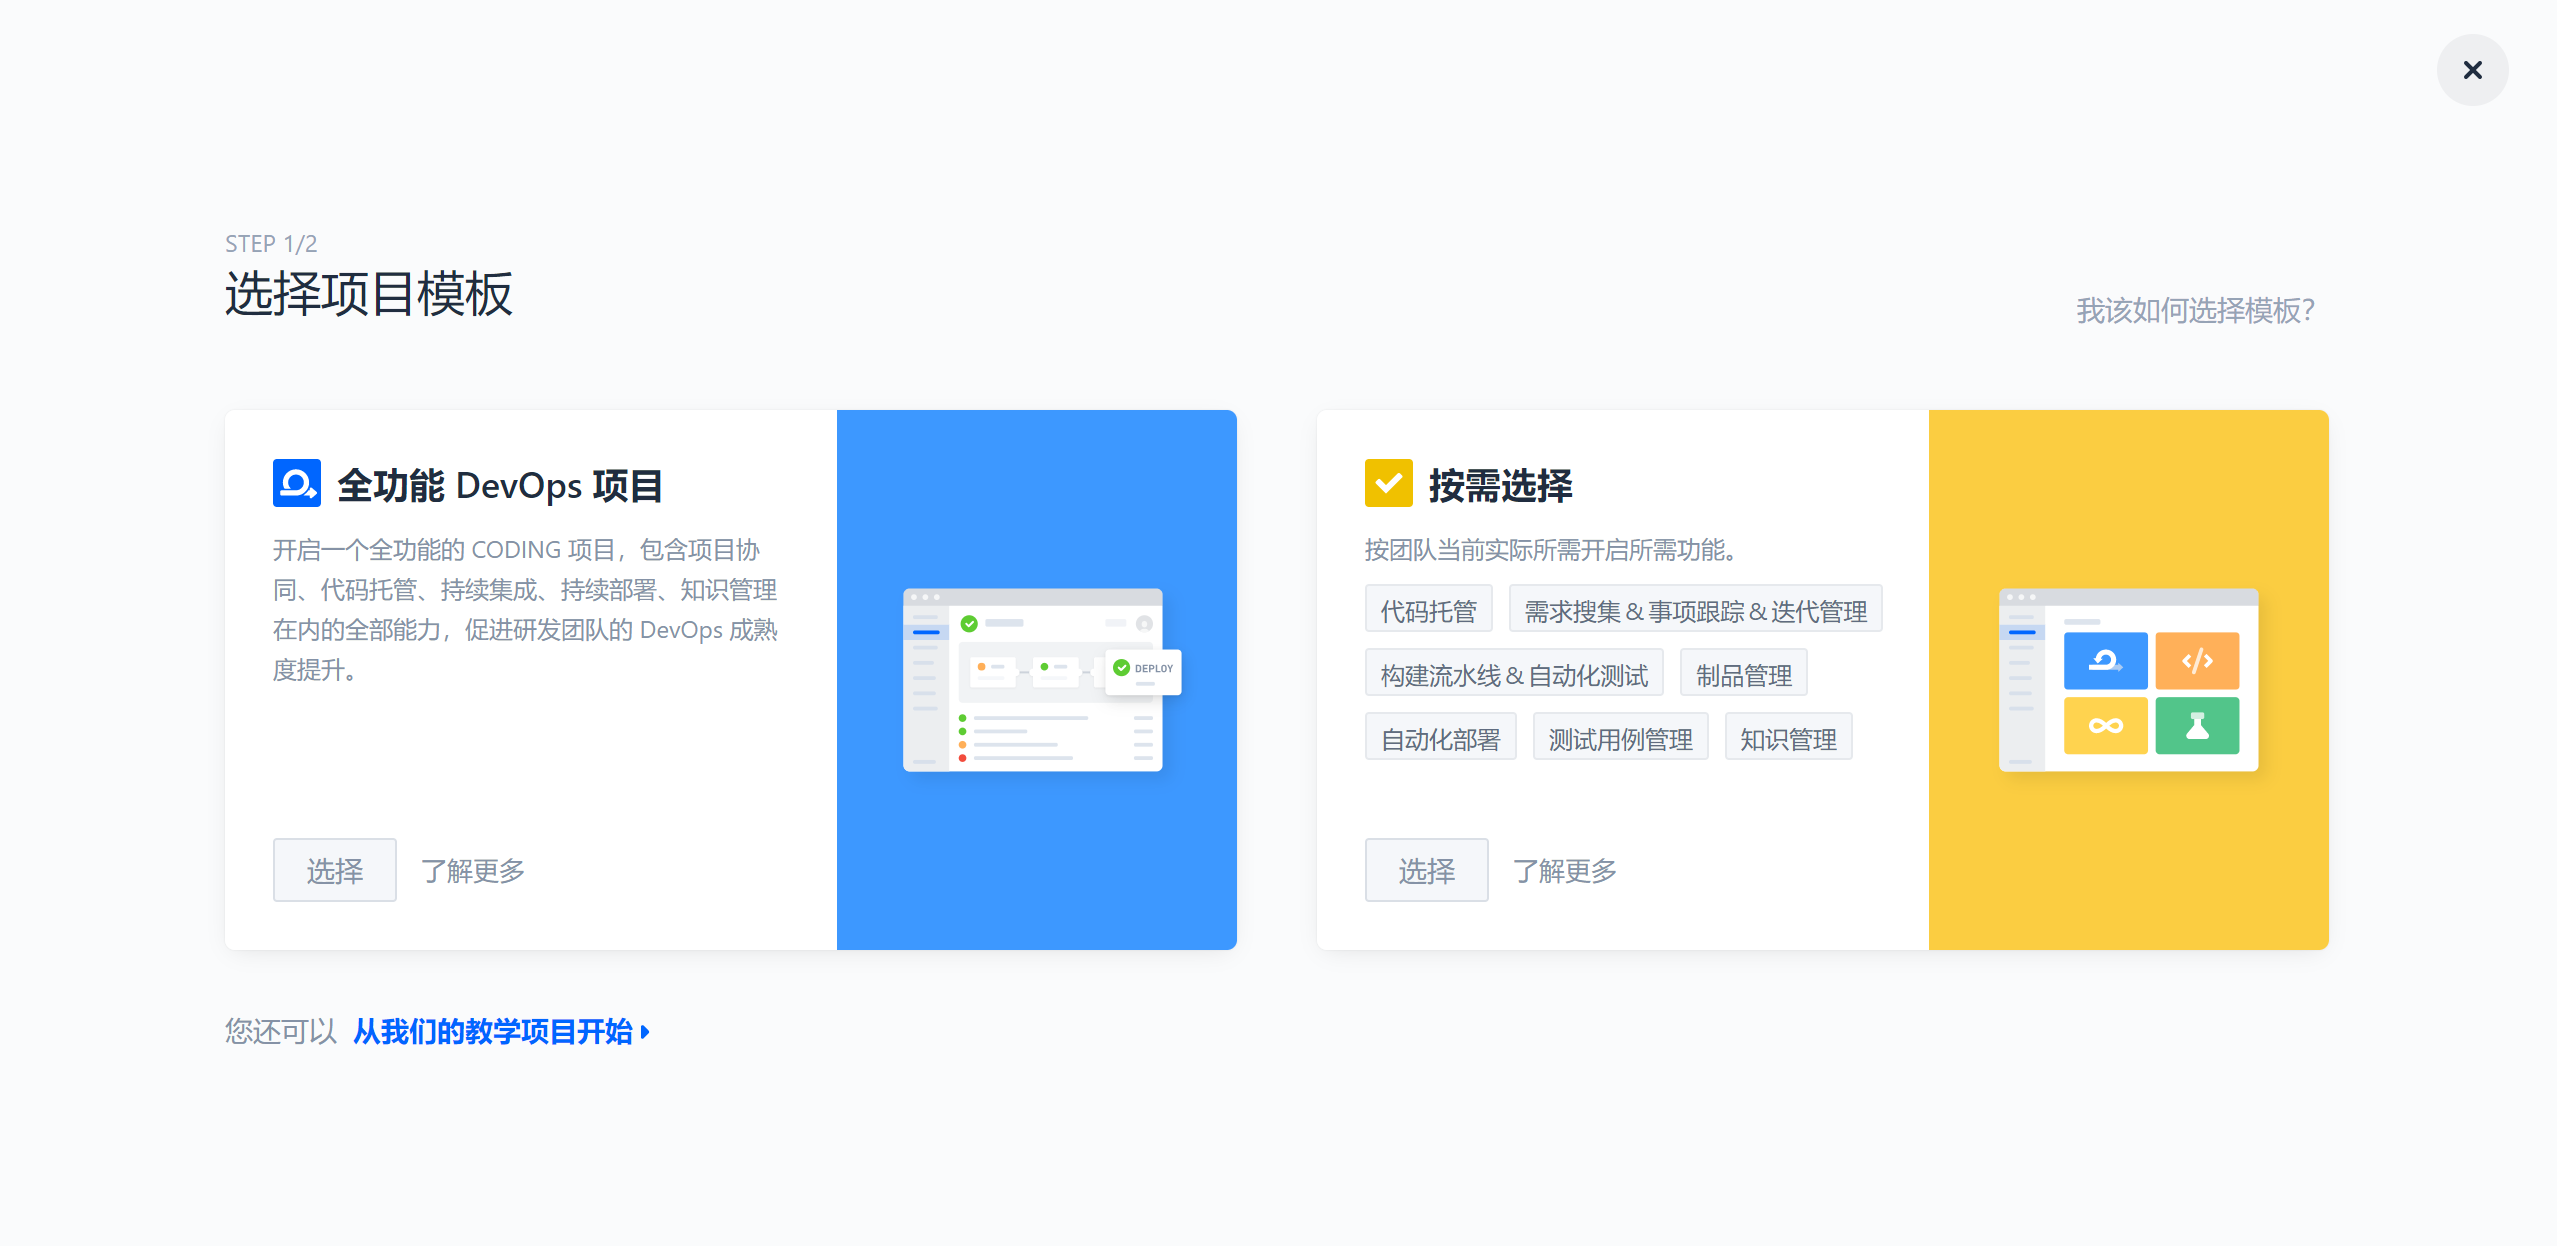 STEP 1/2
选择项目模板
我该如何选择模板?
全功能 DevOps 项目
开启一个全功能的 CODING 项目，包含项目协
同、代码托管、持续集成、持续部署、知识管理
在内的全部能力，促进研发团队的 DevOps 成熟
度提升。
选择 了解更多
DEPLOY
按需选择
按团队当前实际所需开启所需功能。
代码托管 需求搜集 & 事项跟踪 & 迭代管理
构建流水线 & 自动化测试 制品管理
自动化部署 测试用例管理 知识管理
选择 了解更多
您还可以 从我们的教学项目开始